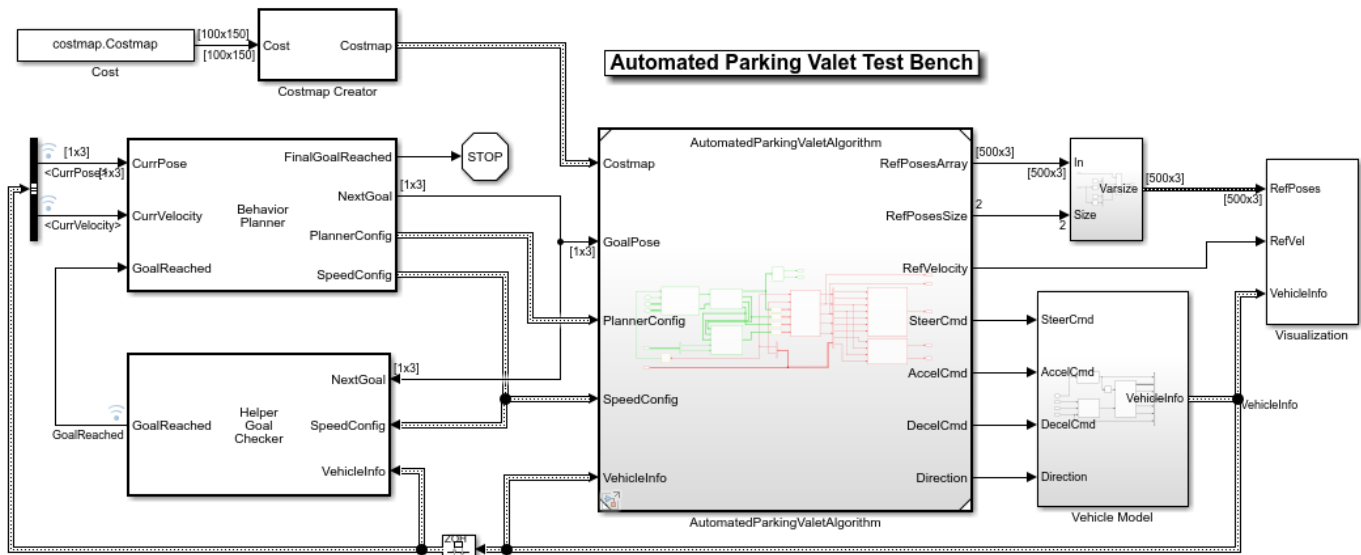 costmap.Costmap
Cost
[100x150]
[100x150]
Cost
Costmap
Costmap Creator
Automated Parking Valet Test Bench
[1x3]
<CurrPose>
[1x3]
<CurrVelocity>
CurrPose
CurrVelocity
GoalReached
Behavior
Planner
FinalGoalReached
NextGoal
PlannerConfig
SpeedConfig
STOP
[1x3]
[1x3]
GoalReached
GoalReached
Helper
Goal
Checker
NextGoal
SpeedConfig
VehicleInfo
[1x3]
ZOH
AutomatedParkingValetAlgorithm
Costmap
GoalPose
PlannerConfig
SpeedConfig
VehicleInfo
RefPosesArray
RefPosesSize
RefVelocity
SteerCmd
AccelCmd
DecelCmd
Direction
AutomatedParkingValetAlgorithm
[500x3]
[500x3]
2
2
In
Size
Varsize
[500x3]
[500x3]
RefPoses
RefVel
VehicleInfo
Visualization
SteerCmd
AccelCmd
DecelCmd
Direction
VehicleInfo
Vehicle Model
VehicleInfo